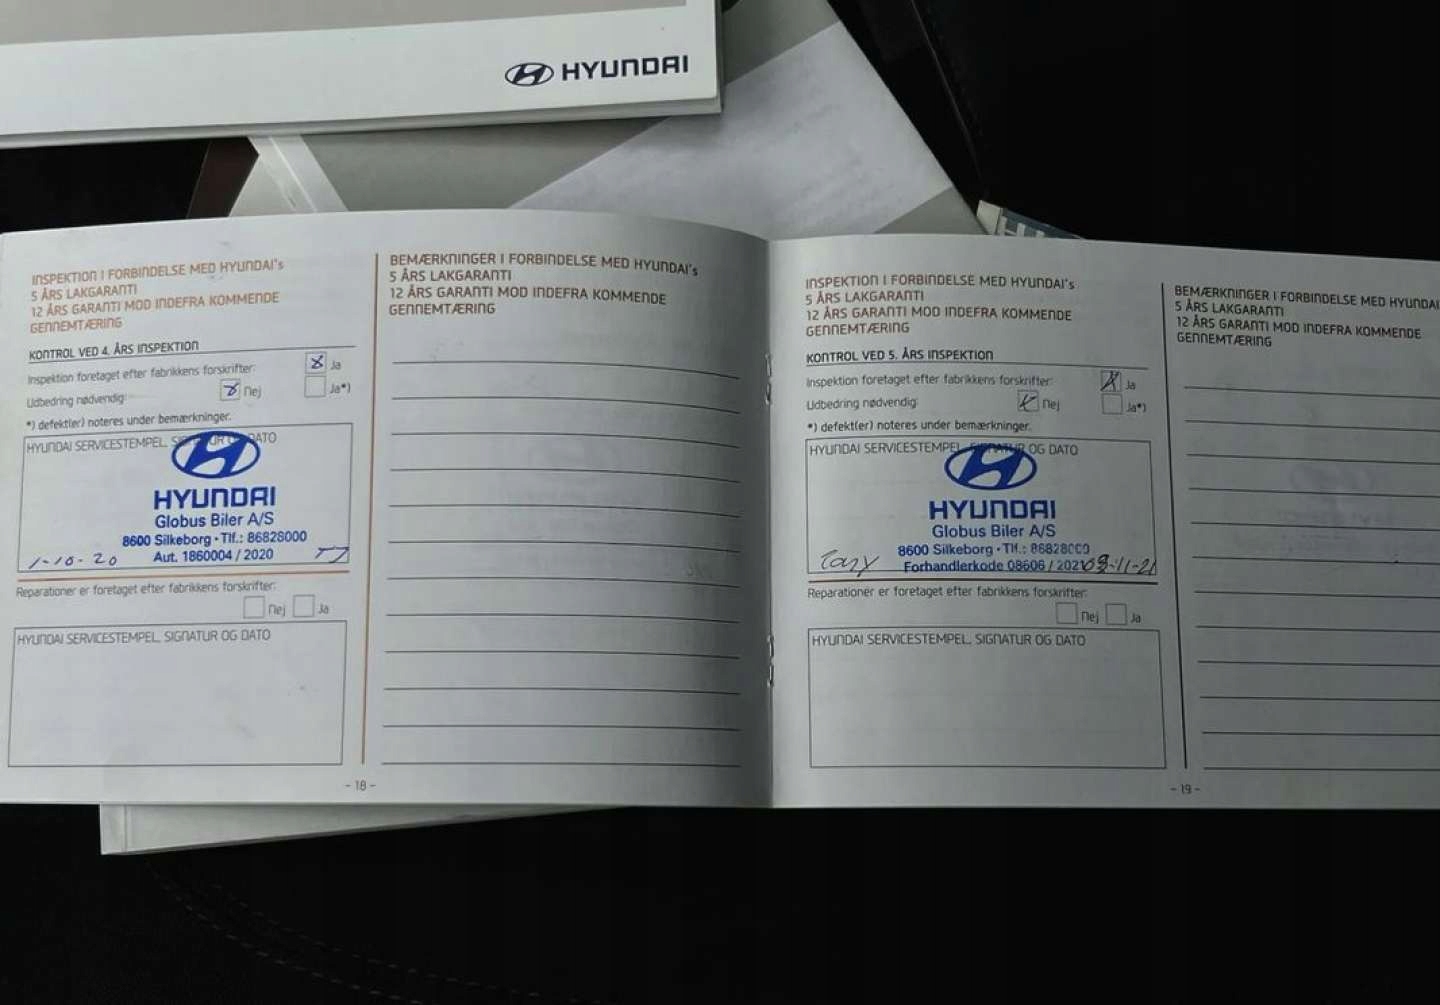 HYUNDAI
INSPEKTION I FORBINDELSE MED HYUNDAI's
5 ÅRS LAKGARANTI
12 ÅRS GARANTI MOD INDEFRA KOMMENDE
GENNEMTÆRING
KONTROL VED 4. ÅRS INSPEKTION
Inspektion foretaget efter fabrikkens forskrifter: Ja
Udbedring nødvendig: Nej Ja*)
*) defekt(er) noteres under bemærkninger.
HYUNDAI SERVICESTEMPEL, SIGNATUR OG DATO
HYUNDAI
Globus Biler A/S
8600 Silkeborg · Tlf.: 86828000
Aut. 1860004 / 2020
1-10-20
Reparationer er foretaget efter fabrikkens forskrifter:
Nej Ja
HYUNDAI SERVICESTEMPEL, SIGNATUR OG DATO
BEMÆRKNINGER I FORBINDELSE MED HYUNDAI's
5 ÅRS LAKGARANTI
12 ÅRS GARANTI MOD INDEFRA KOMMENDE
GENNEMTÆRING
- 18 -
INSPEKTION I FORBINDELSE MED HYUNDAI's
5 ÅRS LAKGARANTI
12 ÅRS GARANTI MOD INDEFRA KOMMENDE
GENNEMTÆRING
KONTROL VED 5. ÅRS INSPEKTION
Inspektion foretaget efter fabrikkens forskrifter: Ja
Udbedring nødvendig: Nej Ja*)
*) defekt(er) noteres under bemærkninger.
HYUNDAI SERVICESTEMPEL, SIGNATUR OG DATO
HYUNDAI
Globus Biler A/S
8600 Silkeborg · Tlf.: 86828000
Forhandlerkode 08606 / 2021
Reparationer er foretaget efter fabrikkens forskrifter:
Nej Ja
HYUNDAI SERVICESTEMPEL, SIGNATUR OG DATO
BEMÆRKNINGER I FORBINDELSE MED HYUNDAI
5 ÅRS LAKGARANTI
12 ÅRS GARANTI MOD INDEFRA KOMMENDE
GENNEMTÆRING
- 19 -